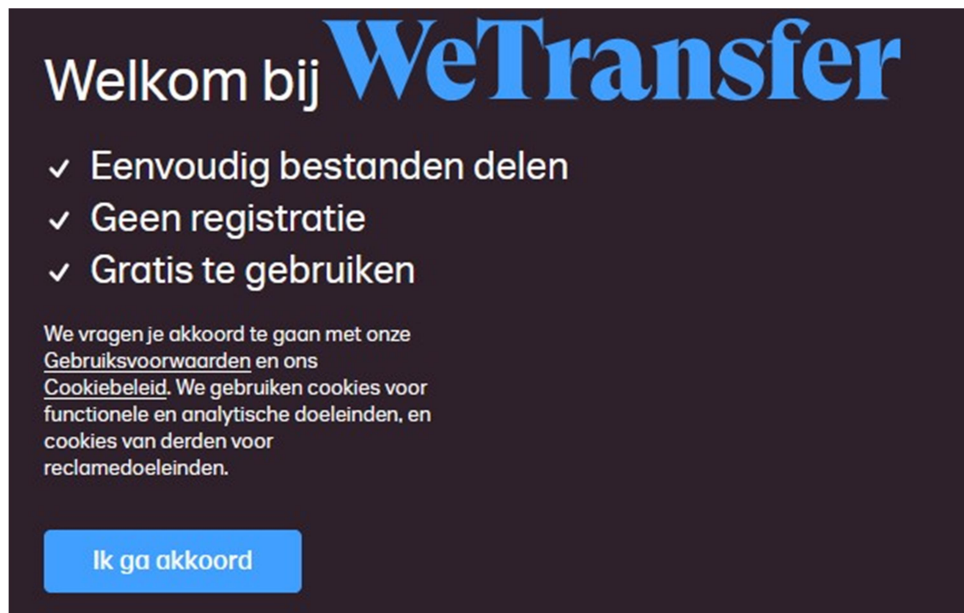 Welkom bij WeTransfer
Eenvoudig bestanden delen
Geen registratie
Gratis te gebruiken
We vragen je akkoord te gaan met onze
Gebruiksvoorwaarden en ons
Cookiebeleid. We gebruiken cookies voor
functionele en analytische doeleinden, en
cookies van derden voor
reclamedoeleinden.
Ik ga akkoord